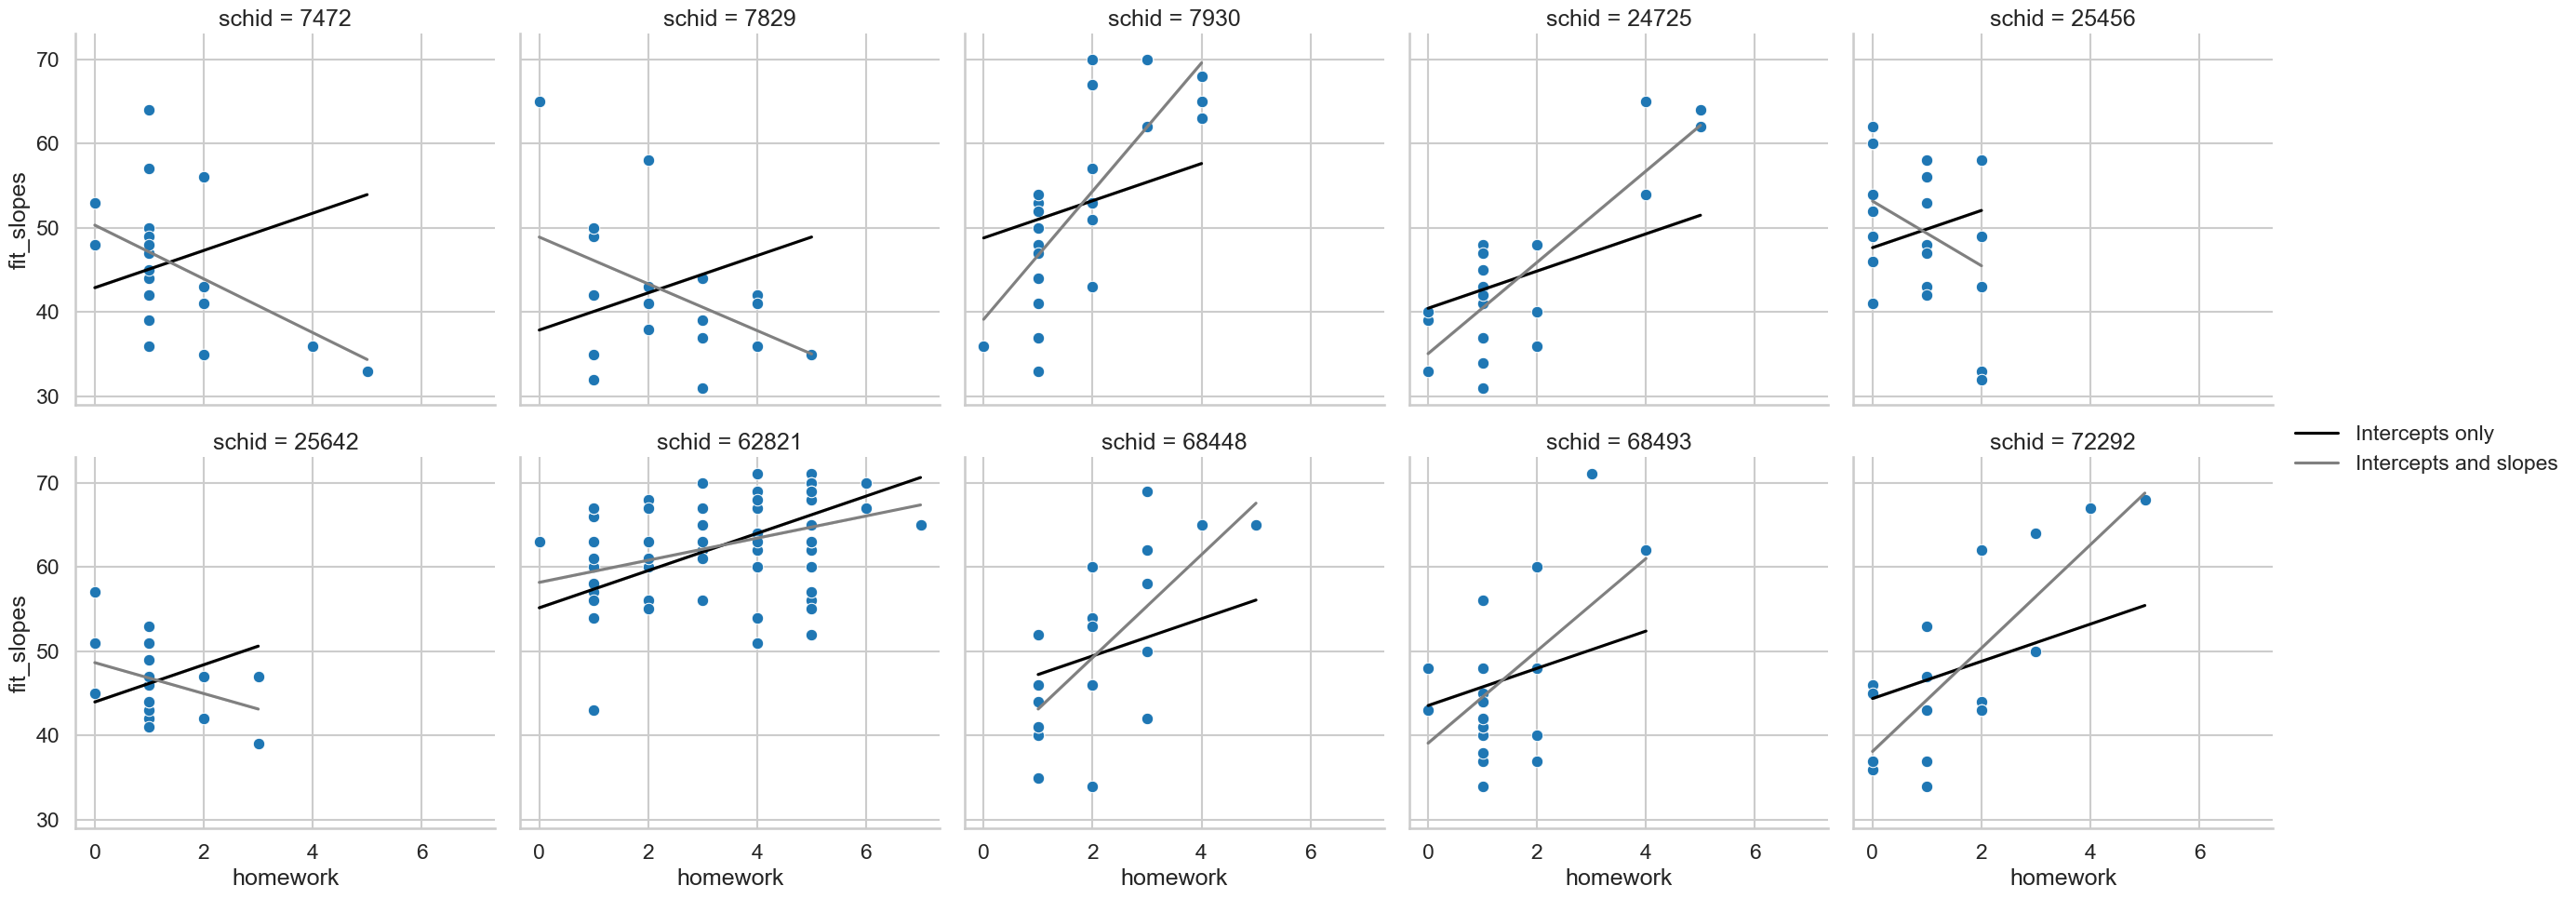 schid = 7472
schid = 7829
schid = 7930
schid = 24725
schid = 25456
fit_slopes
70
60
50
40
30
schid = 25642
schid = 62821
schid = 68448
schid = 68493
schid = 72292
Intercepts only
Intercepts and slopes
fit_slopes
70
60
50
40
30
0 2 4 6
0 2 4 6
0 2 4 6
0 2 4 6
0 2 4 6
homework
homework
homework
homework
homework